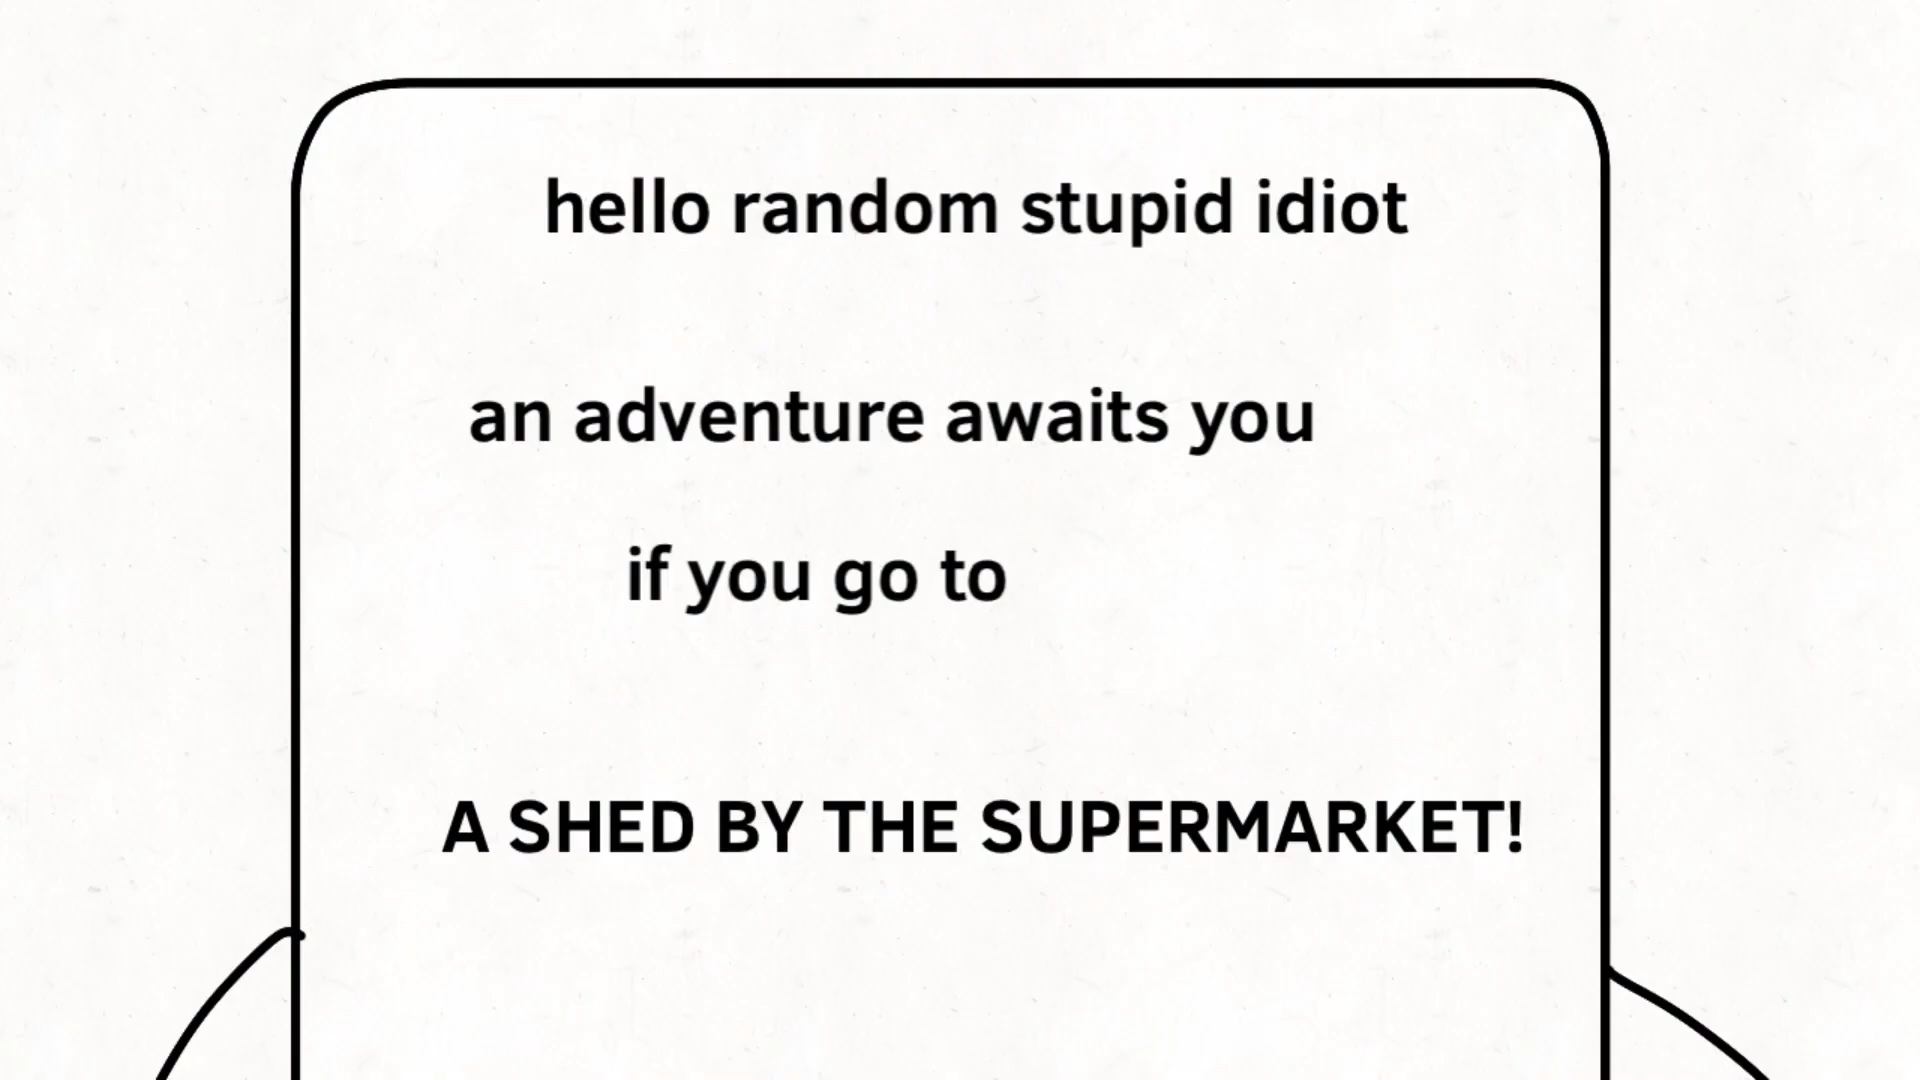 hello random stupid idiot
an adventure awaits you
if you go to
A SHED BY THE SUPERMARKET!